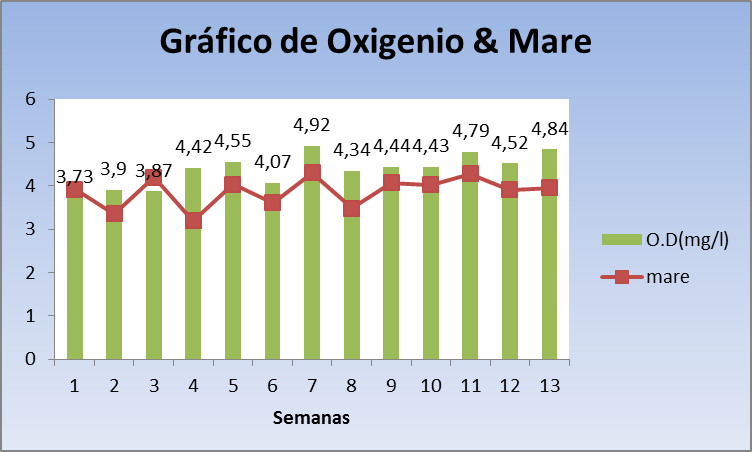 Gráfico de Oxigenio & Mare
6
5
4
3
2
1
0
3,73 3,9 3,87 4,42 4,55 4,07 4,92 4,34 4,44 4,43 4,79 4,52 4,84
1 2 3 4 5 6 7 8 9 10 11 12 13
Semanas
O.D(mg/l)
mare